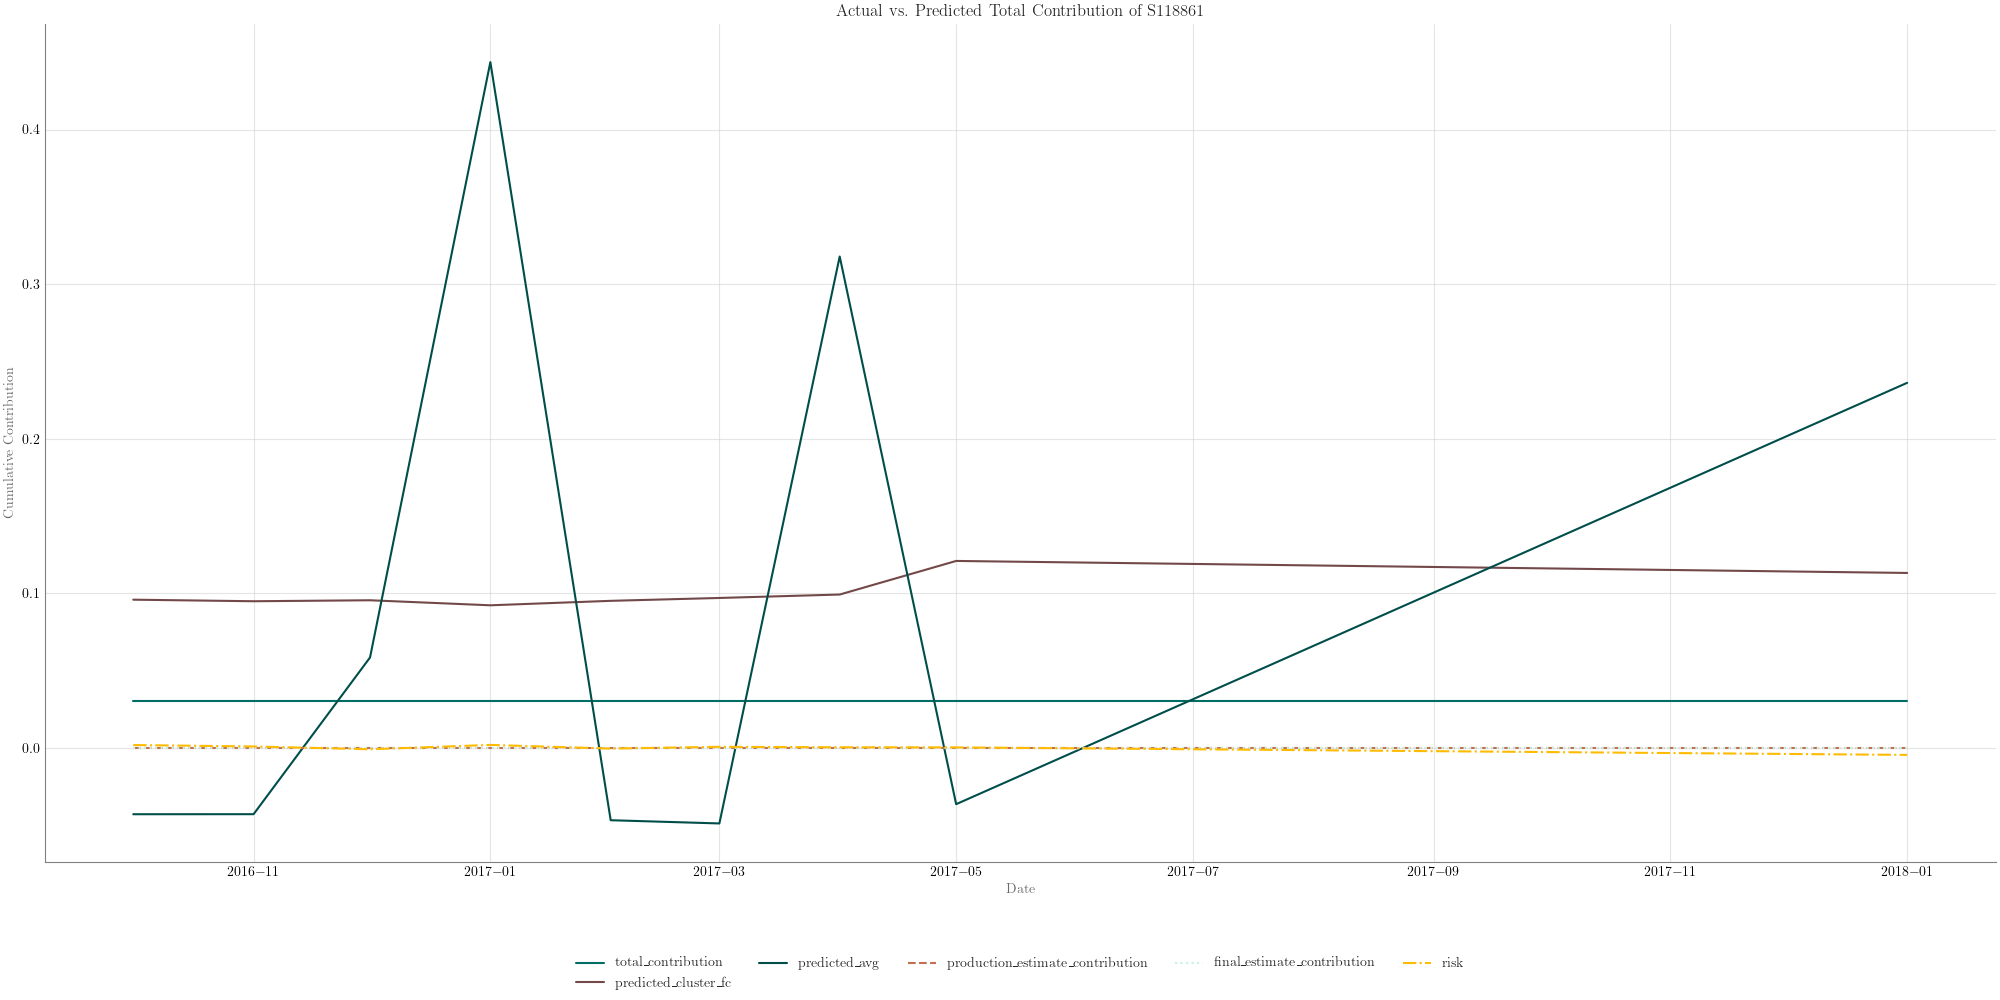 Actual vs. Predicted Total Contribution of S118861
Cumulative Contribution
0.4
0.3
0.2
0.1
0.0
2016−11 2017−01 2017−03 2017−05 2017−07 2017−09 2017−11 2018−01
Date
total_contribution predicted_avg production_estimate_contribution final_estimate_contribution risk
predicted_cluster_fc